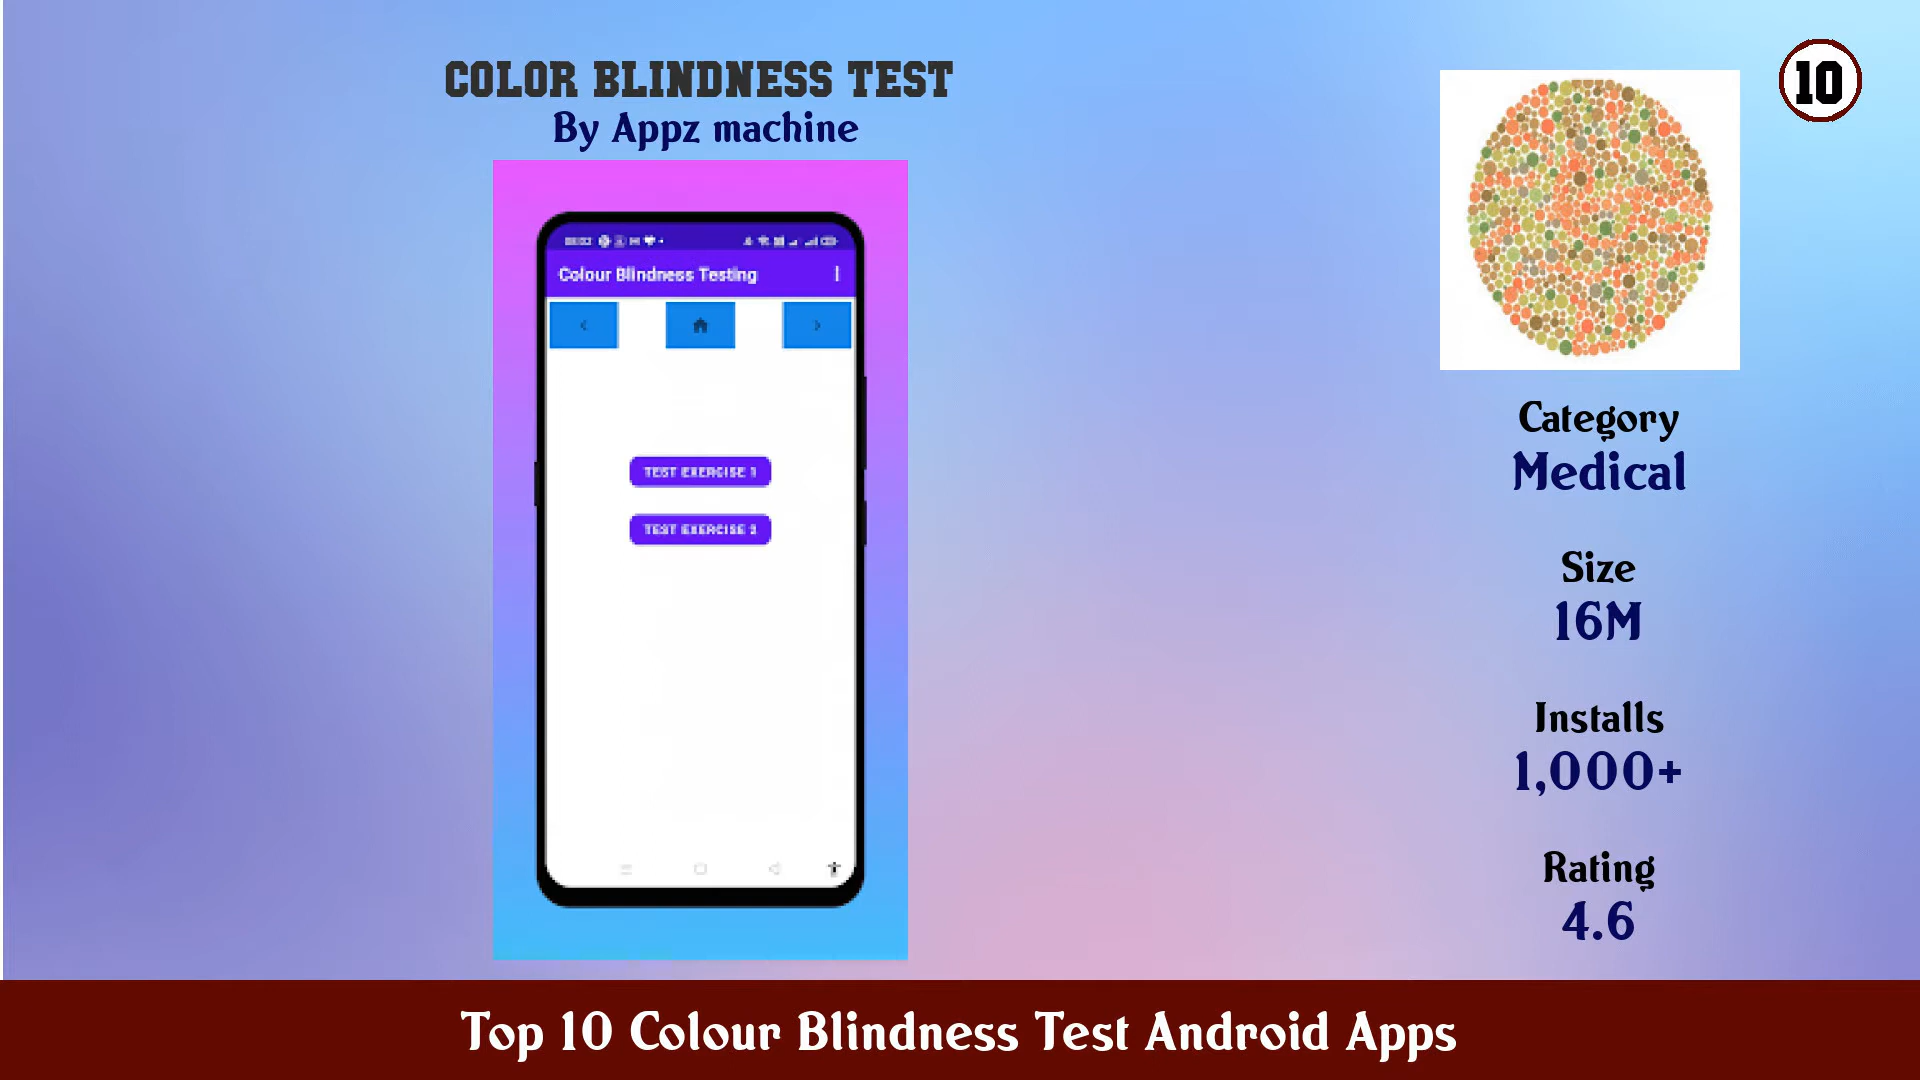 COLOR BLINDNESS TEST
By Appz machine
10
Colour Blindness Testing
TEST EXERCISE 1
TEST EXERCISE 2
Category
Medical
Size
16M
Installs
1,000+
Rating
4.6
Top 10 Colour Blindness Test Android Apps